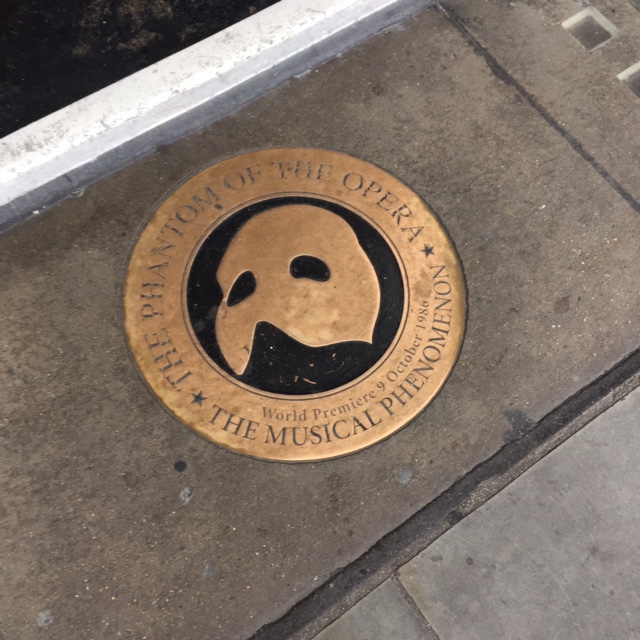 THE PHANTOM OF THE OPERA
World Premiere 9 October 1986
THE MUSICAL PHENOMENON